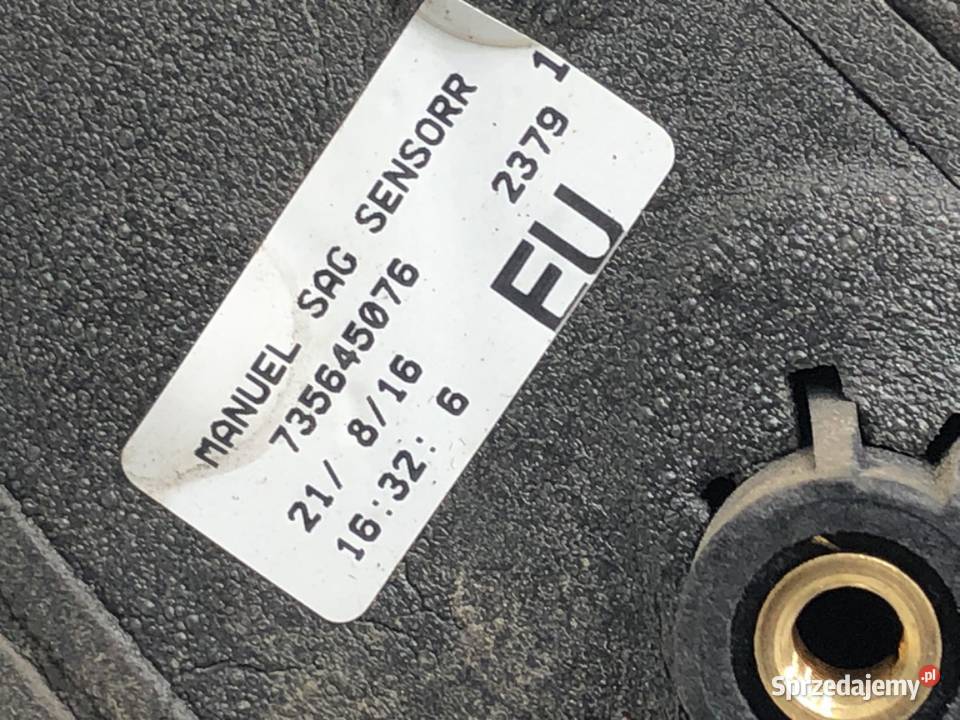 MANUEL SAG SENSORR
735645076
21/ 8/16
16:32: 6
2379 1
EU
Sprzedajemy.pl